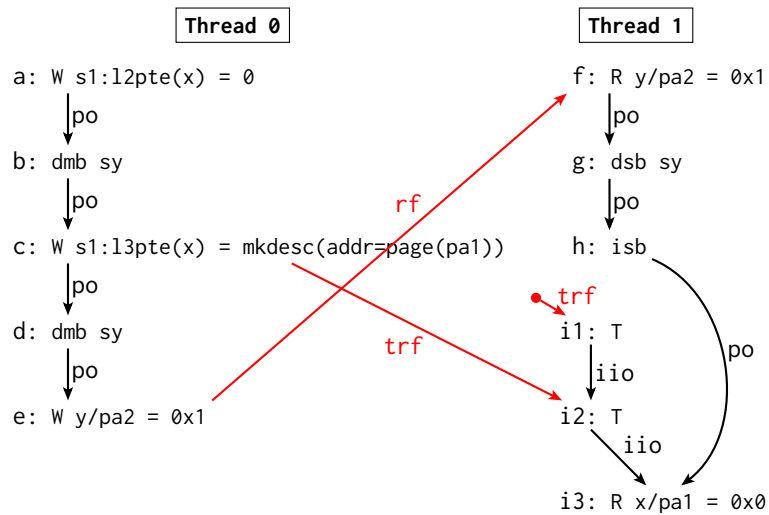 Thread 0
Thread 1
a: W s1:l2pte(x) = 0
f: R y/pa2 = 0x1
po
po
b: dmb sy
g: dsb sy
po
rf
po
c: W s1:l3pte(x) = mkdesc(addr=page(pa1))
h: isb
po
trf
d: dmb sy
trf
i1: T
po
po
iio
e: W y/pa2 = 0x1
i2: T
iio
i3: R x/pa1 = 0x0